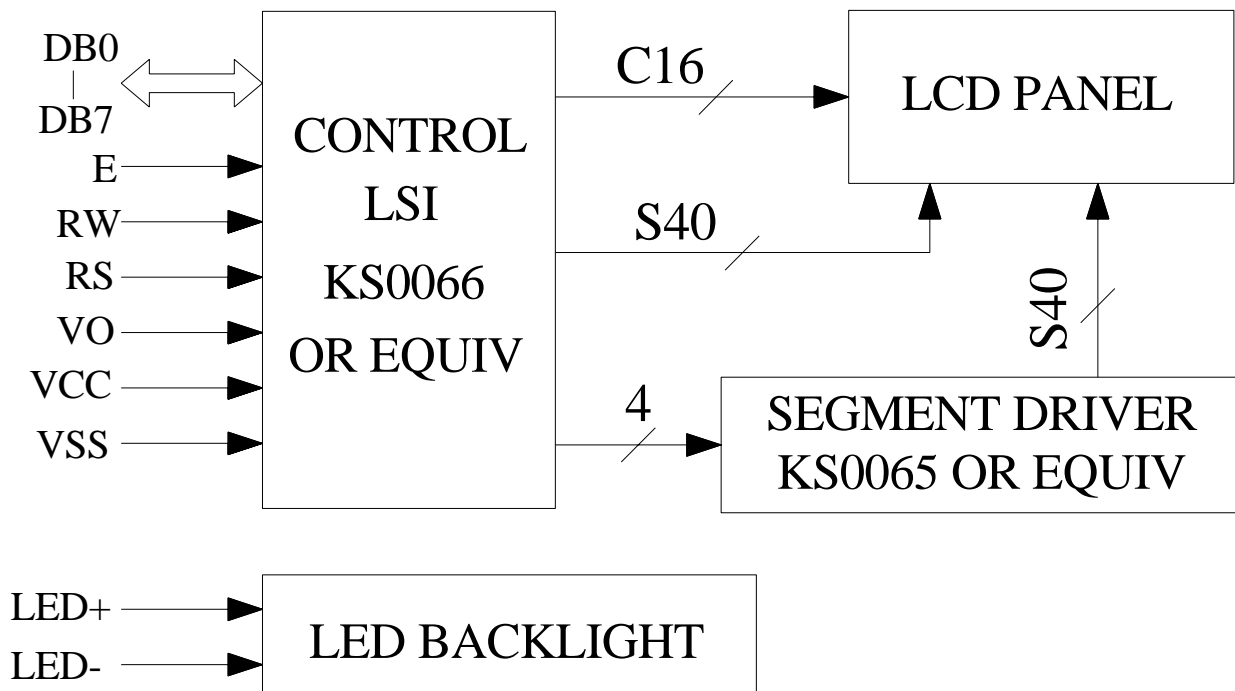 DB0
DB7
E
RW
RS
VO
VCC
VSS
CONTROL
LSI
KS0066
OR EQUIV
C16
S40
4
LCD PANEL
S40
SEGMENT DRIVER
KS0065 OR EQUIV
LED+
LED-
LED BACKLIGHT